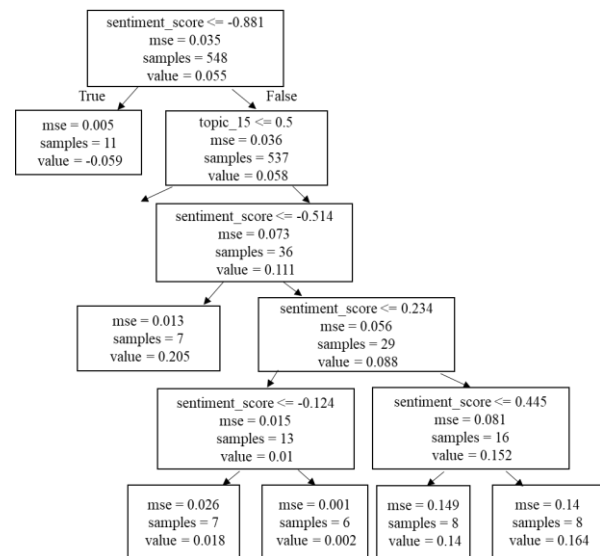 sentiment_score <= -0.881
mse = 0.035
samples = 548
value = 0.055
True
False
mse = 0.005
samples = 11
value = -0.059
topic_15 <= 0.5
mse = 0.036
samples = 537
value = 0.058
sentiment_score <= -0.514
mse = 0.073
samples = 36
value = 0.111
mse = 0.013
samples = 7
value = 0.205
sentiment_score <= 0.234
mse = 0.056
samples = 29
value = 0.088
sentiment_score <= -0.124
mse = 0.015
samples = 13
value = 0.01
sentiment_score <= 0.445
mse = 0.081
samples = 16
value = 0.152
mse = 0.026
samples = 7
value = 0.018
mse = 0.001
samples = 6
value = 0.002
mse = 0.149
samples = 8
value = 0.14
mse = 0.14
samples = 8
value = 0.164